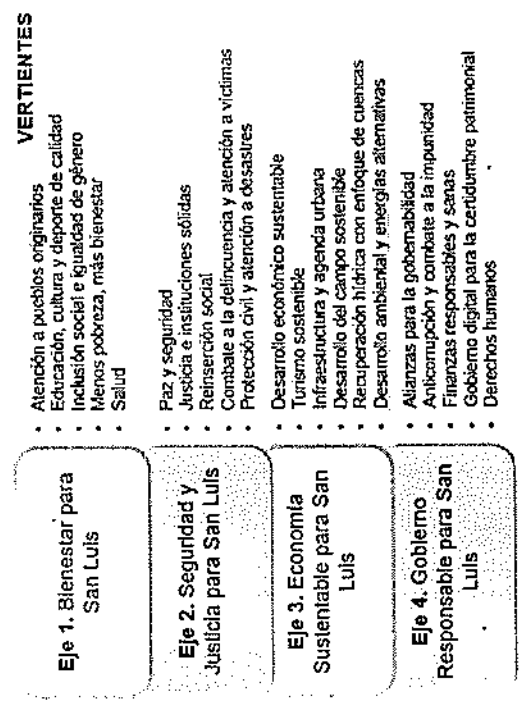 VERTIENTES
Eje 1. Bienestar para
San Luis
• Atención a pueblos originarios
• Educación, cultura y deporte de calidad
• Inclusión social e igualdad de género
• Menos pobreza, más bienestar
• Salud
Eje 2. Seguridad y
Justicia para San Luis
• Paz y seguridad
• Justicia e instituciones sólidas
• Reinserción social
• Combate a la delincuencia y atención a víctimas
• Protección civil y atención a desastres
Eje 3. Economía
Sustentable para San
Luis
• Desarrollo económico sustentable
• Turismo sostenible
• Infraestructura y agenda urbana
• Desarrollo del campo sostenible
• Recuperación hídrica con enfoque de cuencas
• Desarrollo ambiental y energías alternativas
Eje 4. Gobierno
Responsable para San
Luis
• Alianzas para la gobernabilidad
• Anticorrupción y combate a la impunidad
• Finanzas responsables y sanas
• Gobierno digital para la certidumbre patrimonial
• Derechos humanos